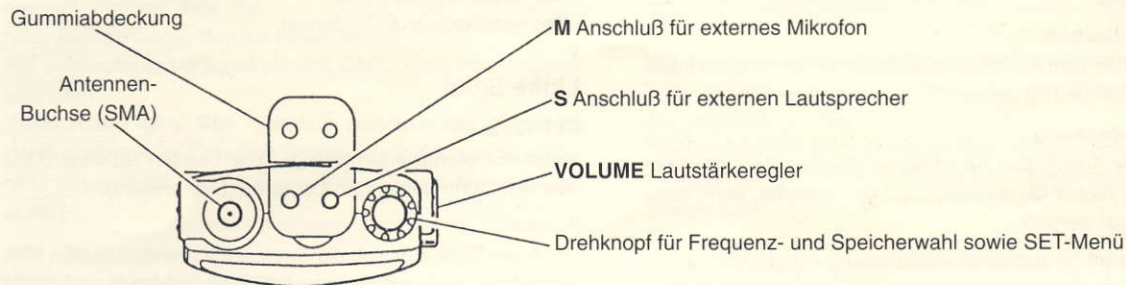 Gummiabdeckung
M Anschluß für externes Mikrofon
Antennen-
Buchse (SMA)
S Anschluß für externen Lautsprecher
VOLUME Lautstärkeregler
Drehknopf für Frequenz- und Speicherwahl sowie SET-Menü